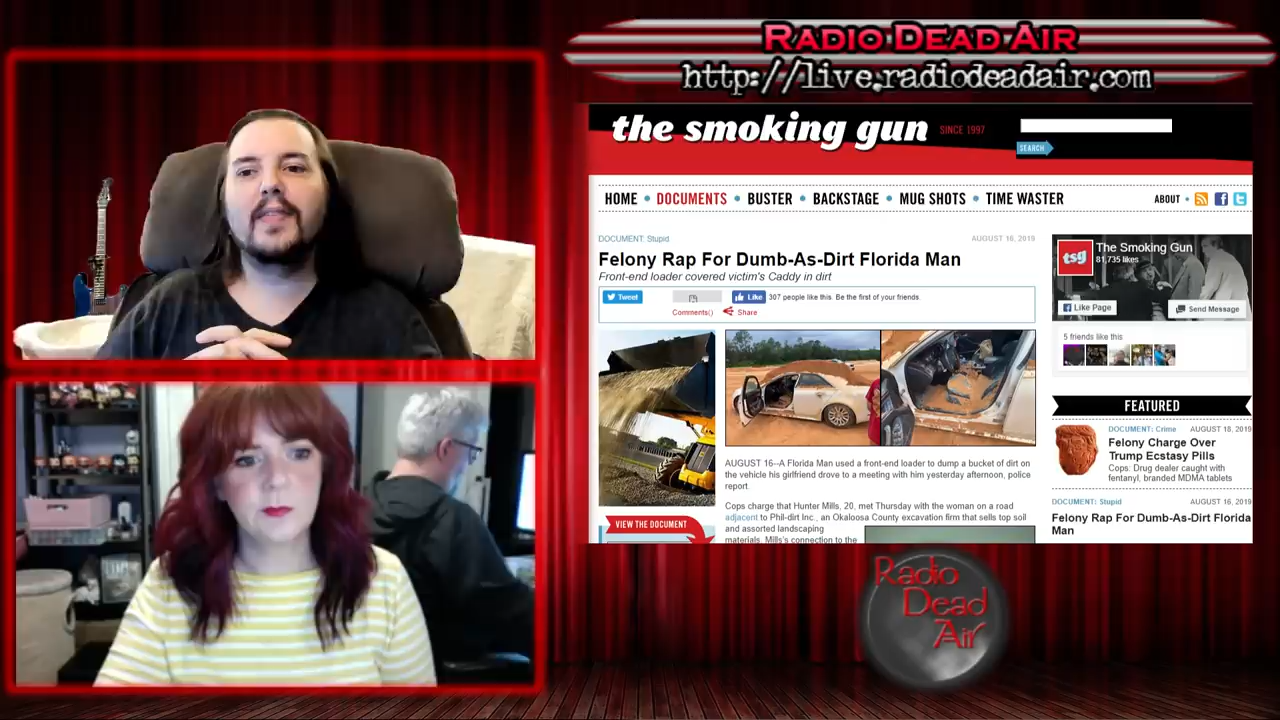 RADIO DEAD AIR
http://live.radiodeadair.com
the smoking gun SINCE 1997
SEARCH
HOME • DOCUMENTS • BUSTER • BACKSTAGE • MUG SHOTS • TIME WASTER
ABOUT •
DOCUMENT: Stupid
AUGUST 16, 2019
Felony Rap For Dumb-As-Dirt Florida Man
Front-end loader covered victim's Caddy in dirt
Tweet
Like 307 people like this. Be the first of your friends.
Comments() Share
AUGUST 16--A Florida Man used a front-end loader to dump a bucket of dirt on
the vehicle his girlfriend drove to a meeting with him yesterday afternoon, police
report.
Cops charge that Hunter Mills, 20, met Thursday with the woman on a road
adjacent to Phil-dirt Inc., an Okaloosa County excavation firm that sells top soil
and assorted landscaping
materials. Mills's connection to the
VIEW THE DOCUMENT
tsg
The Smoking Gun
81,735 likes
Like Page
Send Message
5 friends like this
FEATURED
DOCUMENT: Crime AUGUST 18, 2019
Felony Charge Over
Trump Ecstasy Pills
Cops: Drug dealer caught with
fentanyl, branded MDMA tablets
DOCUMENT: Stupid AUGUST 16, 2019
Felony Rap For Dumb-As-Dirt Florida
Man
Radio
Dead
Air